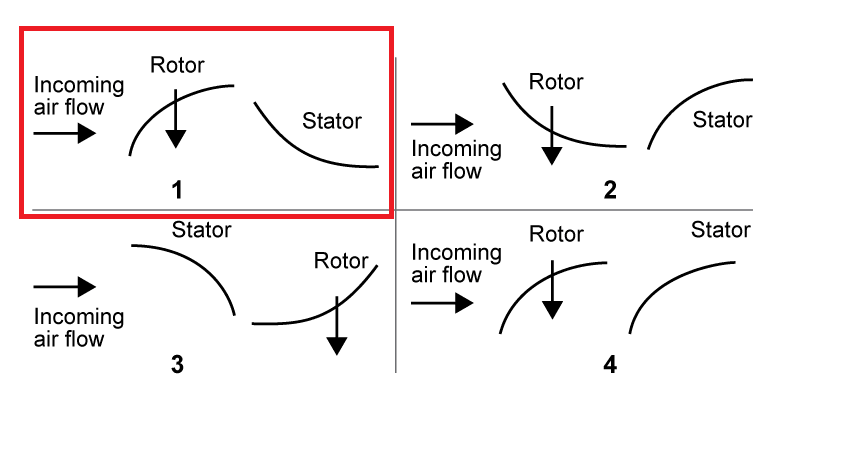 Rotor
Incoming
air flow
Stator
1
Rotor
Stator
Incoming
air flow
2
Stator
Rotor
Incoming
air flow
3
Rotor
Stator
Incoming
air flow
4